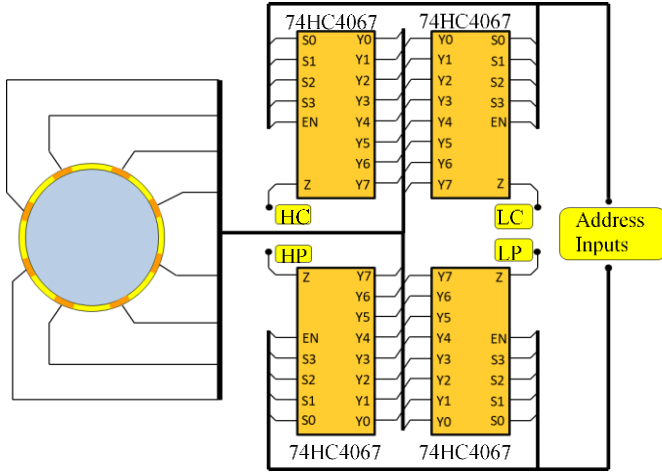 74HC4067
74HC4067
S0
S1
S2
S3
EN
Z
Y0
Y1
Y2
Y3
Y4
Y5
Y6
Y7
Y0
Y1
Y2
Y3
Y4
Y5
Y6
Y7
S0
S1
S2
S3
EN
Z
HC
LC
Address
Inputs
HP
LP
Z
EN
S3
S2
S1
S0
Y7
Y6
Y5
Y4
Y3
Y2
Y1
Y0
Y7
Y6
Y5
Y4
Y3
Y2
Y1
Y0
Z
EN
S3
S2
S1
S0
74HC4067
74HC4067